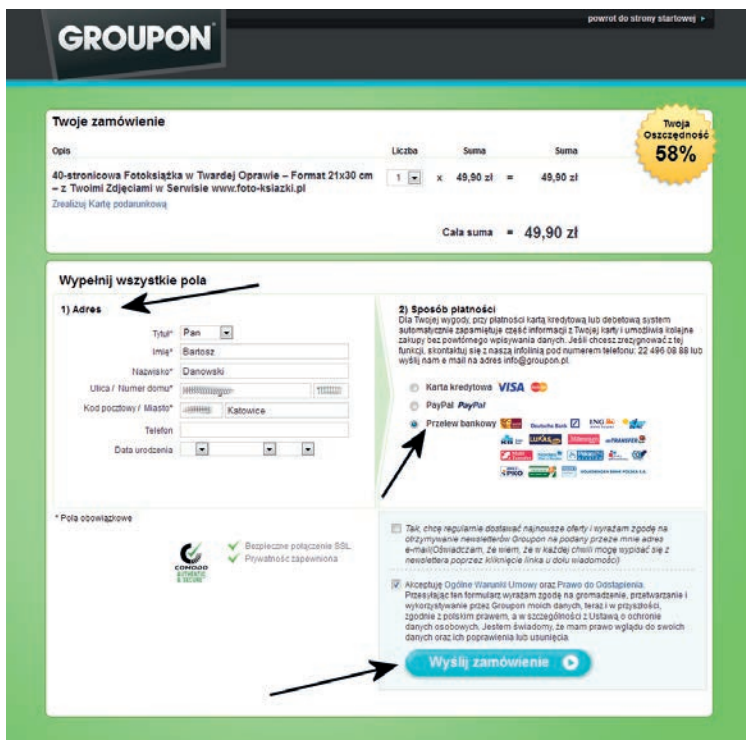 powrot do strony startowej
GROUPON
Twoje zamówienie
Twoja
Oszczędność
58%
Opis Liczba Suma Suma
40-stronicowa Fotoksiążka w Twardej Oprawie – Format 21x30 cm
– z Twoimi Zdjęciami w Serwisie www.foto-ksiazki.pl
1 x 49,90 zł = 49,90 zł
Zrealizuj Kartę podarunkową
Cała suma = 49,90 zł
Wypełnij wszystkie pola
1) Adres
Tytuł* Pan
Imię* Bartosz
Nazwisko* Danowski
Ulica / Numer domu*
Kod pocztowy / Miasto* Katowice
Telefon
Data urodzenia
2) Sposób płatności
Dla Twojej wygody, przy płatności kartą kredytową lub debetową system
automatycznie zapamiętuje część informacji z Twojej karty i umożliwia kolejne
zakupy bez powtórnego wpisywania danych. Jeśli chcesz zrezygnować z tej
funkcji, skontaktuj się z naszą infolinią pod numerem telefonu: 22 496 08 88 lub
wyślij nam e mail na adres info@groupon.pl.
Karta kredytowa VISA
PayPal PayPal
Przelew bankowy Deutsche Bank ING
LUKAS Millennium mTRANSFER
PKO VOLKSWAGEN BANK POLSKA S.A.
* Pola obowiązkowe
COMODO
AUTHENTIC
& SECURE
Bezpieczne połączenie SSL
Prywatność zapewniona
Tak, chcę regularnie dostawać najnowsze oferty i wyrażam zgodę na
otrzymywanie newsletterów Groupon na podany przeze mnie adres
e-mail(Oświadczam, że wiem, że w każdej chwili mogę wypisać się z
newslettera poprzez kliknięcie linka u dołu wiadomości)
Akceptuję Ogólne Warunki Umowy oraz Prawo do Odstąpienia.
Przesyłając ten formularz wyrażam zgodę na gromadzenie, przetwarzanie i
wykorzystywanie przez Groupon moich danych, teraz i w przyszłości,
zgodnie z polskim prawem, a w szczególności z Ustawą o ochronie
danych osobowych. Jestem świadomy, że mam prawo wglądu do swoich
danych oraz ich poprawienia lub usunięcia.
Wyślij zamówienie